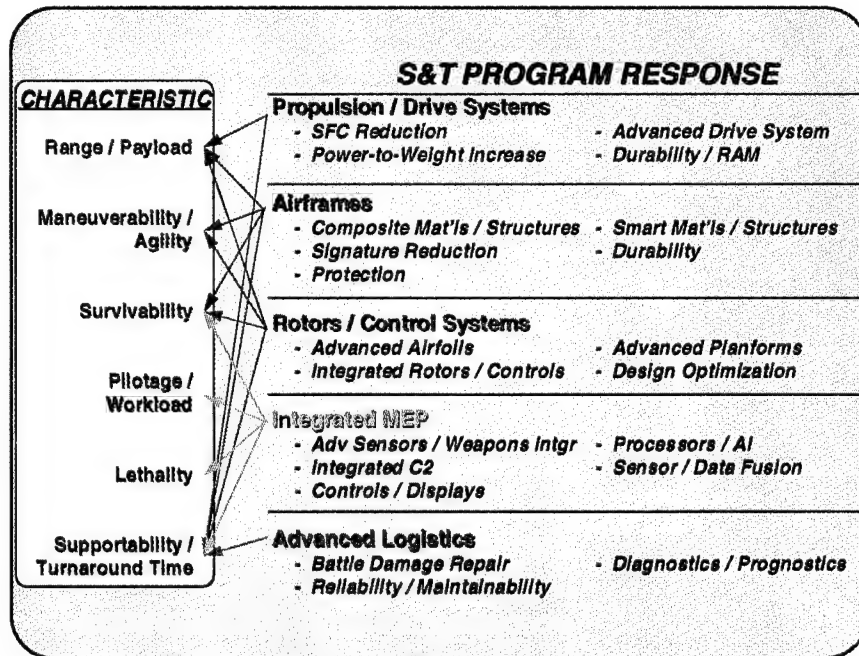 S&T PROGRAM RESPONSE
CHARACTERISTIC
Range / Payload
Maneuverability /
Agility
Survivability
Pilotage /
Workload
Lethality
Supportability /
Turnaround Time
Propulsion / Drive Systems
- SFC Reduction - Advanced Drive System
- Power-to-Weight Increase - Durability / RAM
Airframes
- Composite Mat'ls / Structures - Smart Mat'ls / Structures
- Signature Reduction - Durability
- Protection
Rotors / Control Systems
- Advanced Airfoils - Advanced Planforms
- Integrated Rotors / Controls - Design Optimization
Integrated MEP
- Adv Sensors / Weapons Intgr - Processors / AI
- Integrated C2 - Sensor / Data Fusion
- Controls / Displays
Advanced Logistics
- Battle Damage Repair - Diagnostics / Prognostics
- Reliability / Maintainability